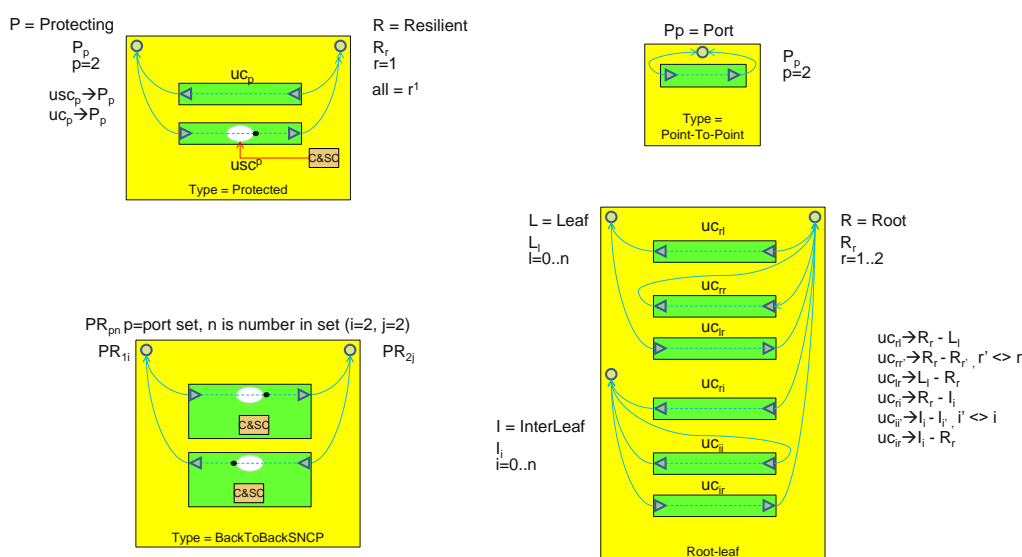 P = Protecting
R = Resilient
Pp
p=2
Rr
r=1
all = r1
ucp
uscp→Pp
ucp→Pp
C&SC
uscp
Type = Protected
Pp = Port
Pp
p=2
Type =
Point-To-Point
L = Leaf
Ll
l=0..n
R = Root
Rr
r=1..2
ucrl
ucrr
uclr
ucri
ucii
ucir
I = InterLeaf
Ii
i=0..n
ucrl→Rr - Ll
ucrr'→Rr - Rr' , r' <> r
uclr→Ll - Rr
ucri→Rr - Ii
ucii'→Ii - Ii' , i' <> i
ucir→Ii - Rr
Root-leaf
PRpn p=port set, n is number in set (i=2, j=2)
PR1i
PR2j
C&SC
C&SC
Type = BackToBackSNCP